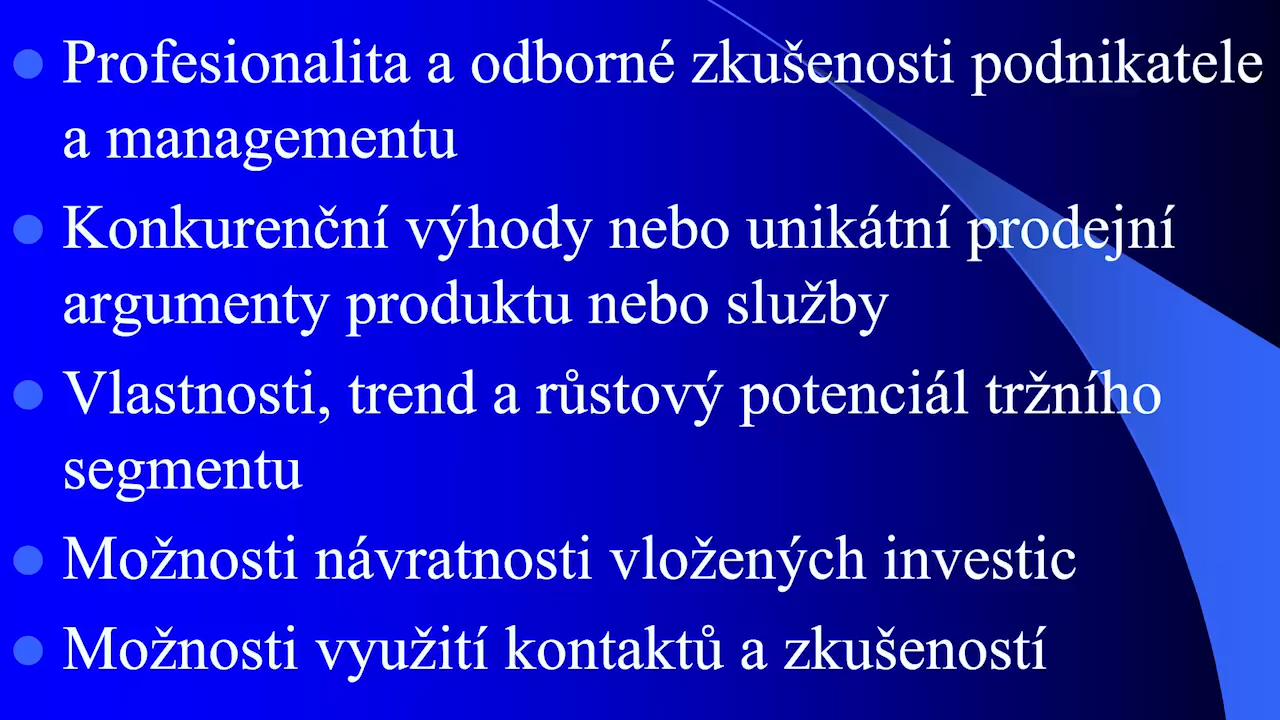 Profesionalita a odborné zkušenosti podnikatele
a managementu
Konkurenční výhody nebo unikátní prodejní
argumenty produktu nebo služby
Vlastnosti, trend a růstový potenciál tržního
segmentu
Možnosti návratnosti vložených investic
Možnosti využití kontaktů a zkušeností